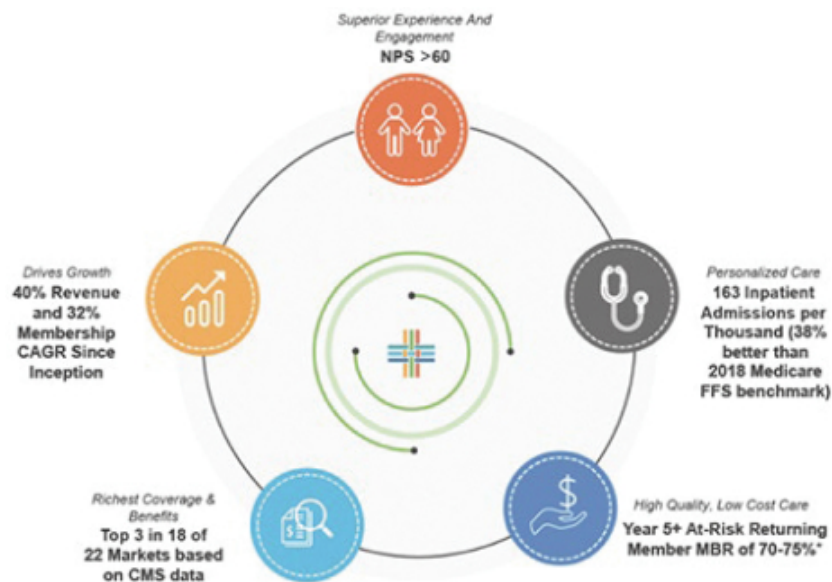 Superior Experience And
Engagement
NPS >60
Personalized Care
163 Inpatient
Admissions per
Thousand (38%
better than
2018 Medicare
FFS benchmark)
High Quality, Low Cost Care
Year 5+ At-Risk Returning
Member MBR of 70-75%*
Richest Coverage &
Benefits
Top 3 in 18 of
22 Markets based
on CMS data
Drives Growth
40% Revenue
and 32%
Membership
CAGR Since
Inception
$
$